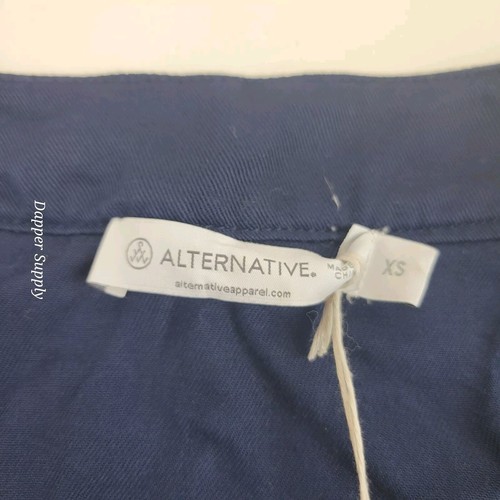 ALTERNATIVE®
alternativeapparel.com
XS
Dapper Supply